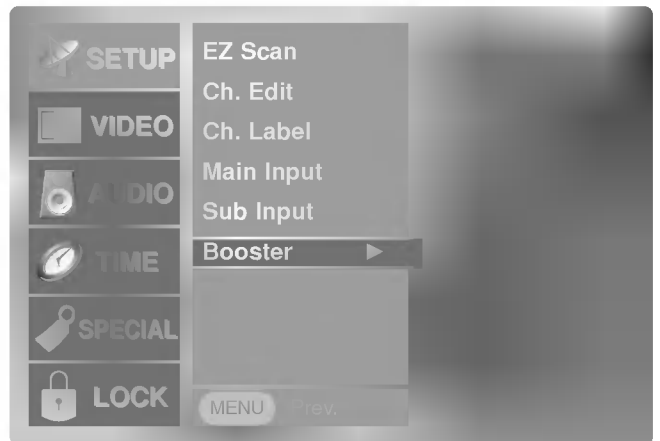 SETUP
VIDEO
AUDIO
TIME
SPECIAL
LOCK
EZ Scan
Ch. Edit
Ch. Label
Main Input
Sub Input
Booster
MENU Prev.